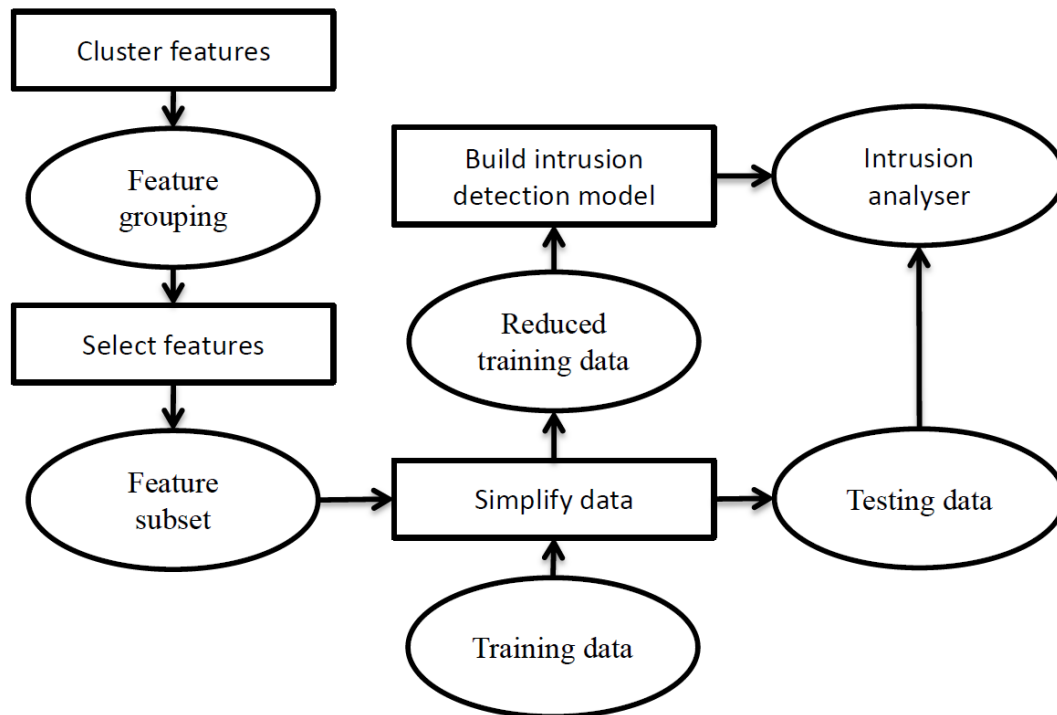 Cluster features
Feature
grouping
Select features
Feature
subset
Build intrusion
detection model
Reduced
training data
Simplify data
Training data
Intrusion
analyser
Testing data